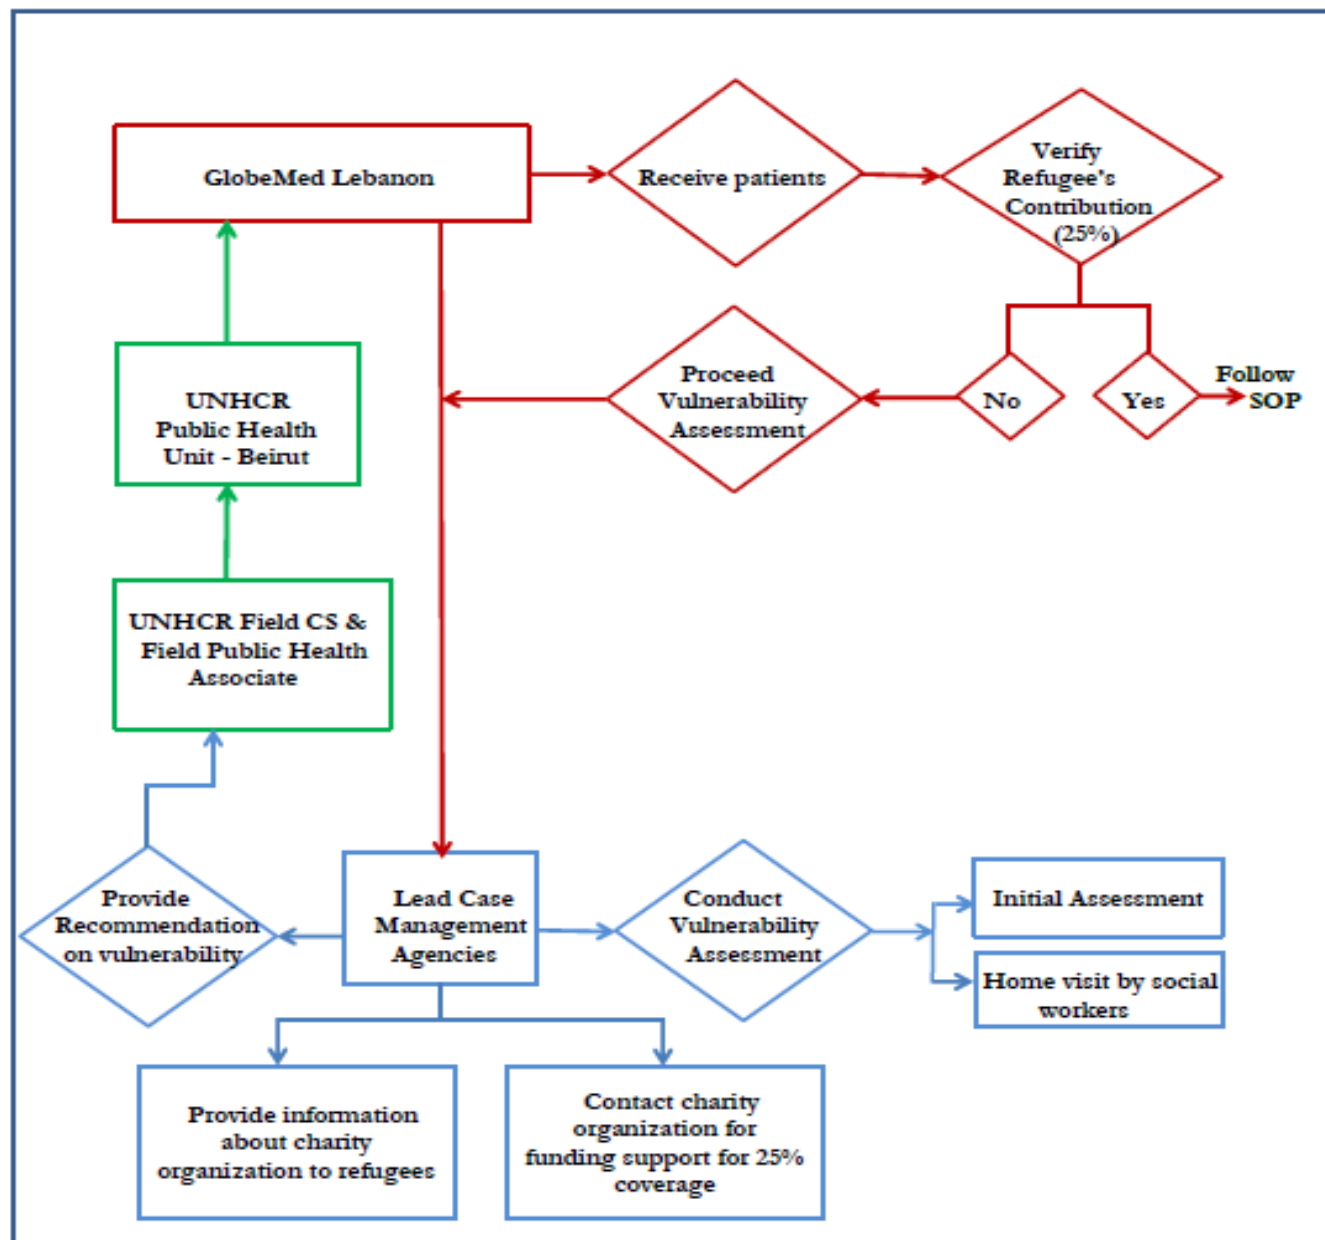 GlobeMed Lebanon
Receive patients
Verify
Refugee's
Contribution
(25%)
No
Yes
Follow
SOP
Proceed
Vulnerability
Assessment
UNHCR
Public Health
Unit - Beirut
UNHCR Field CS &
Field Public Health
Associate
Provide
Recommendation
on vulnerability
Lead Case
Management
Agencies
Conduct
Vulnerability
Assessment
Initial Assessment
Home visit by social
workers
Provide information
about charity
organization to refugees
Contact charity
organization for
funding support for 25%
coverage